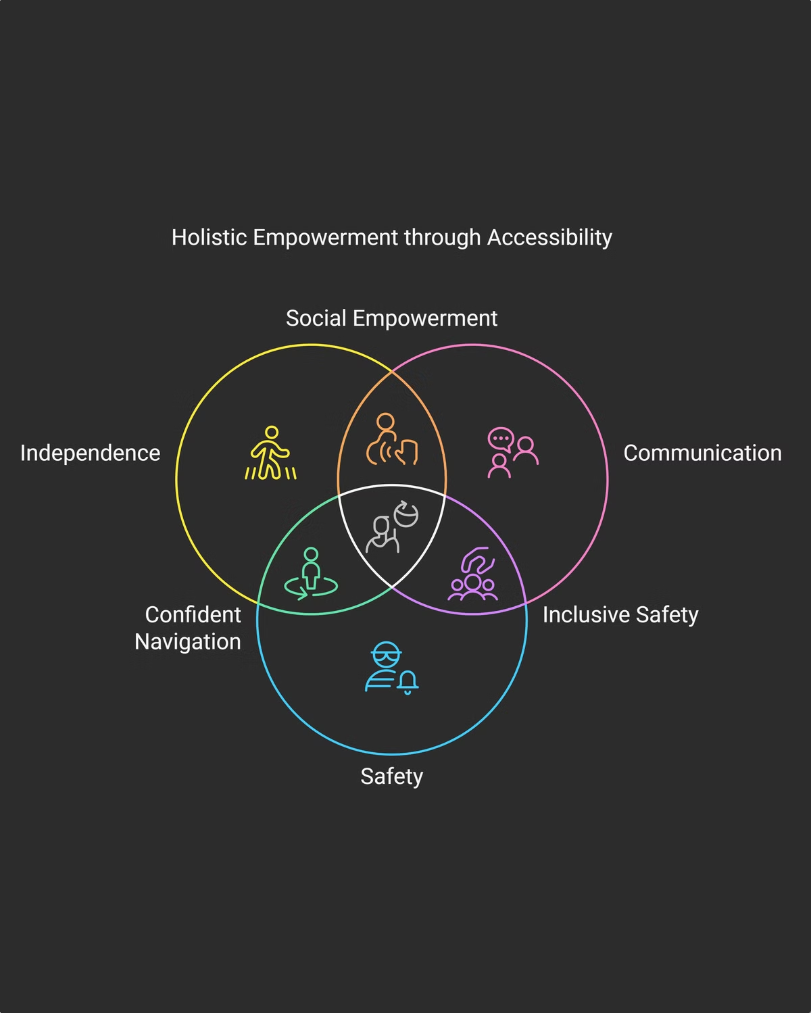 Holistic Empowerment through Accessibility
Social Empowerment
Independence
Communication
Confident
Navigation
Inclusive Safety
Safety